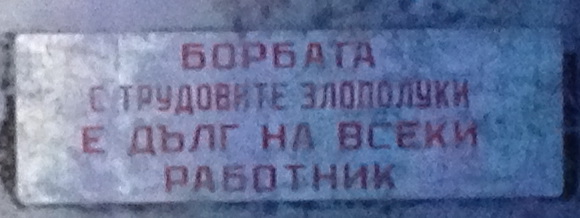 БОРБАТА
С ТРУДОВИТЕ ЗЛОПОЛУКИ
Е ДЪЛГ НА ВСЕКИ
РАБОТНИК